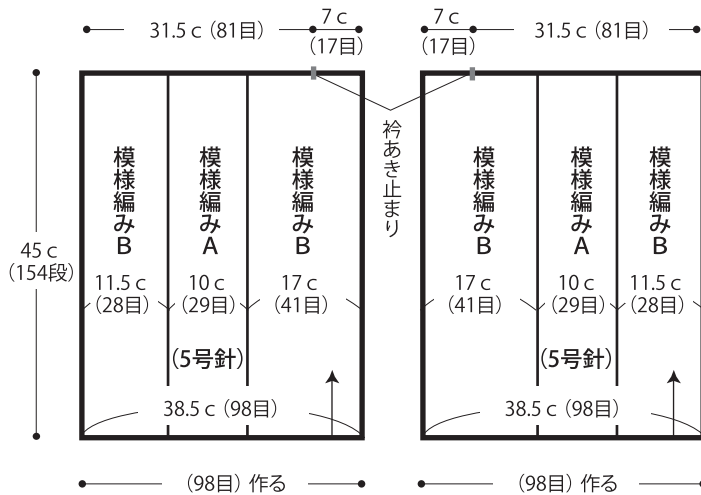 31.5 c (81目)
7 c
(17目)
7 c
(17目)
31.5 c (81目)
衿あき止まり
模様編みB
模様編みA
模様編みB
模様編みB
模様編みA
模様編みB
45 c
(154段)
11.5 c
(28目)
10 c
(29目)
17 c
(41目)
17 c
(41目)
10 c
(29目)
11.5 c
(28目)
(5号針)
(5号針)
38.5 c (98目)
38.5 c (98目)
(98目) 作る
(98目) 作る